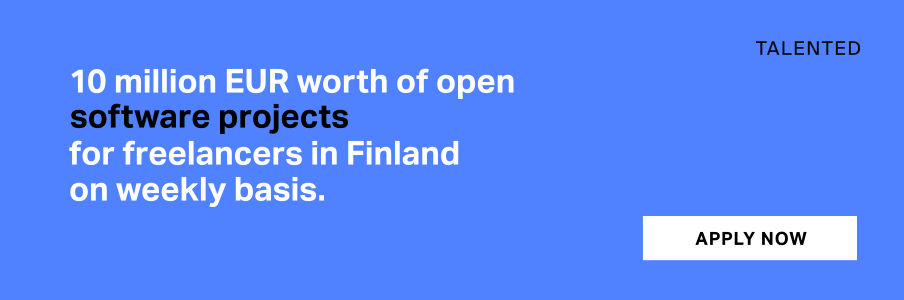 TALENTED
10 million EUR worth of open
software projects
for freelancers in Finland
on weekly basis.
APPLY NOW